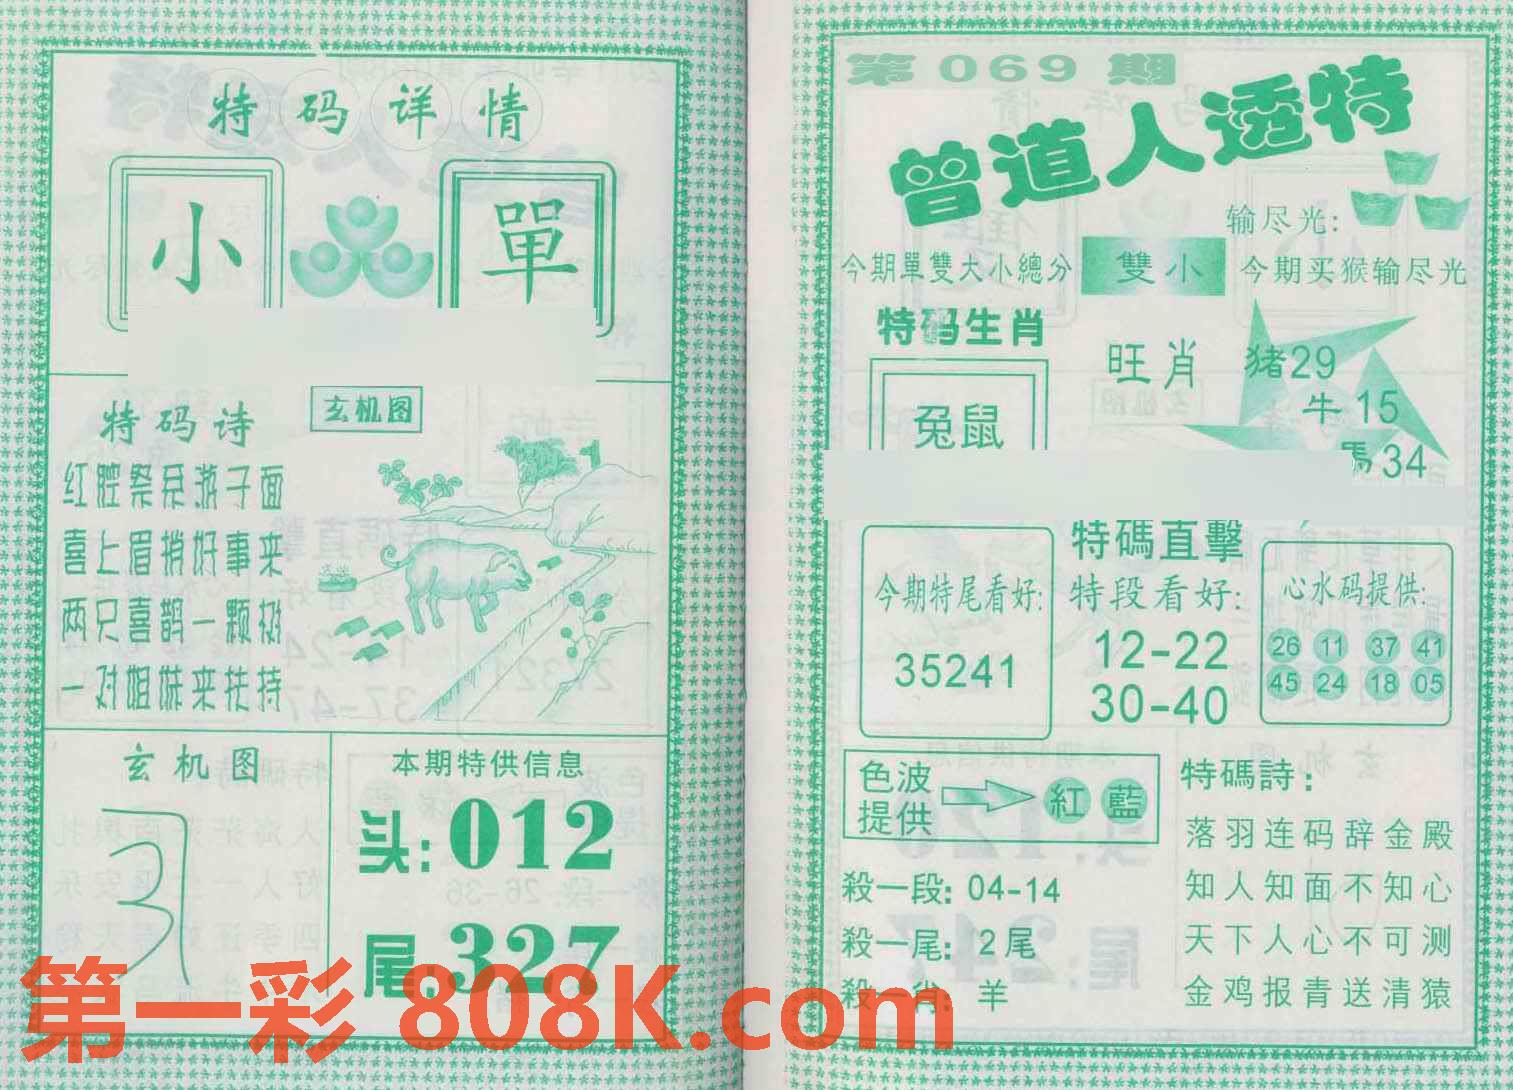 特码详情
小 單
特码诗
玄机图
喜上眉梢好事来
两只喜鹊一颗树
一对姐妹来扶持
玄机图
本期特供信息
头:012
尾:327
第069期
曾道人透特
输尽光:
今期單雙大小總分
雙小
今期买猴输尽光
特码生肖
兔鼠
旺肖
猪29
牛15
馬34
今期特尾看好:
35241
特碼直擊
特段看好:
12-22
30-40
心水码提供:
26 11 37 41
45 24 18 05
色波
提供
紅 藍
殺一段: 04-14
殺一尾: 2尾
殺一肖: 羊
特碼詩:
落羽连码辞金殿
知人知面不知心
天下人心不可测
金鸡报青送清猿
第一彩 808K.com